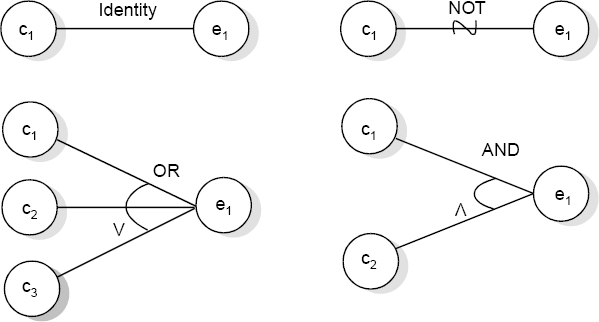 Identity
c₁ e₁
NOT
c₁ e₁
c₁
OR
c₂ e₁
V
c₃
c₁
AND
e₁
Λ
c₂